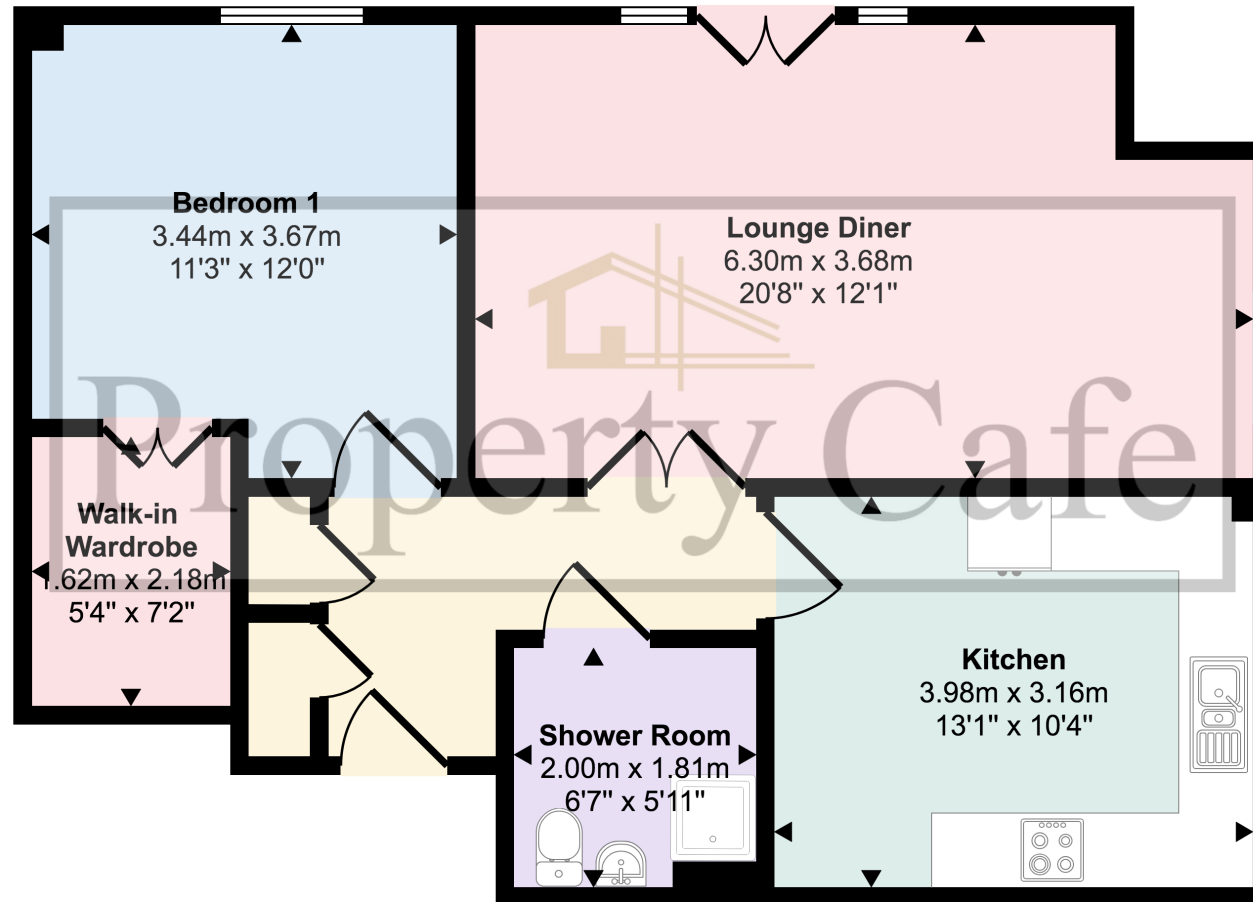 Bedroom 1
3.44m x 3.67m
11'3" x 12'0"
Lounge Diner
6.30m x 3.68m
20'8" x 12'1"
Property Cafe
Walk-in
Wardrobe
1.62m x 2.18m
5'4" x 7'2"
Kitchen
3.98m x 3.16m
13'1" x 10'4"
Shower Room
2.00m x 1.81m
6'7" x 5'11"